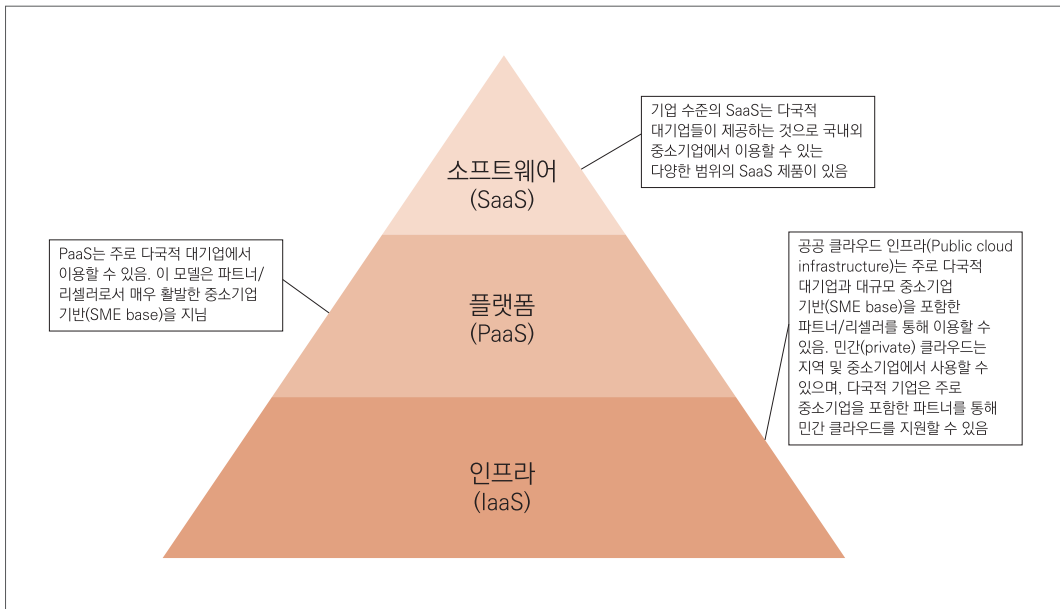 기업 수준의 SaaS는 다국적
대기업들이 제공하는 것으로 국내외
중소기업에서 이용할 수 있는
다양한 범위의 SaaS 제품이 있음
소프트웨어
(SaaS)
PaaS는 주로 다국적 대기업에서
이용할 수 있음. 이 모델은 파트너/
리셀러로서 매우 활발한 중소기업
기반(SME base)을 지님
플랫폼
(PaaS)
공공 클라우드 인프라(Public cloud
infrastructure)는 주로 다국적
대기업과 대규모 중소기업
기반(SME base)을 포함한
파트너/리셀러를 통해 이용할 수
있음. 민간(private) 클라우드는
지역 및 중소기업에서 사용할 수
있으며, 다국적 기업은 주로
중소기업을 포함한 파트너를 통해
민간 클라우드를 지원할 수 있음
인프라
(IaaS)